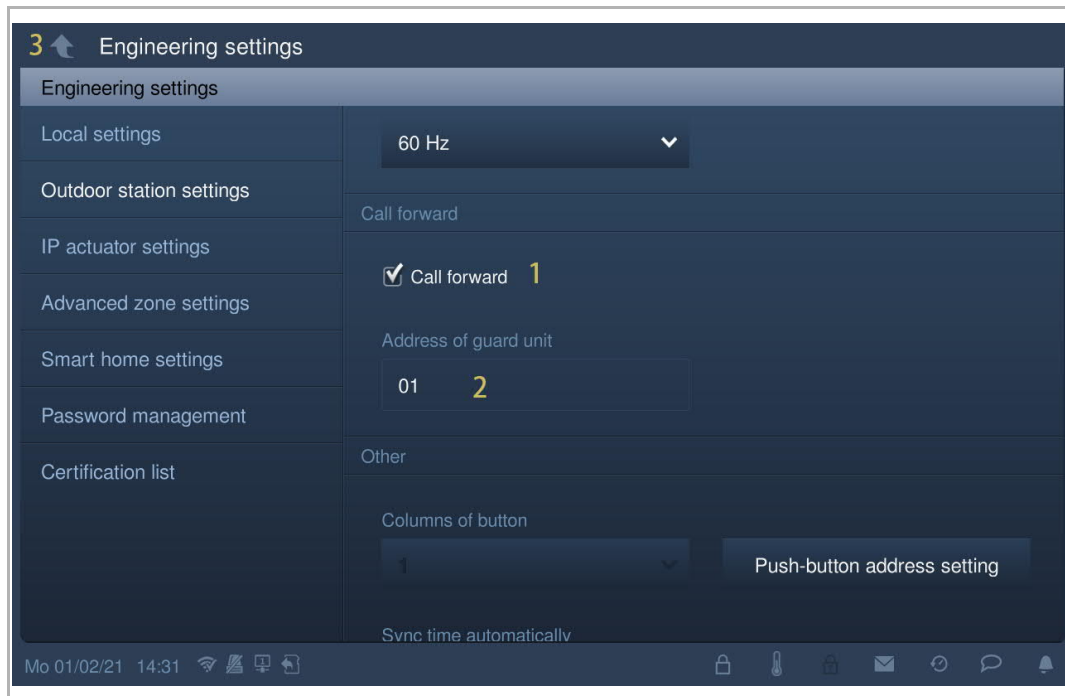 3 Engineering settings
Engineering settings
Local settings
60 Hz
Outdoor station settings
Call forward
IP actuator settings
Call forward 1
Advanced zone settings
Address of guard unit
Smart home settings
01 2
Password management
Other
Certification list
Columns of button
1
Push-button address setting
Sync time automatically
Mo 01/02/21 14:31